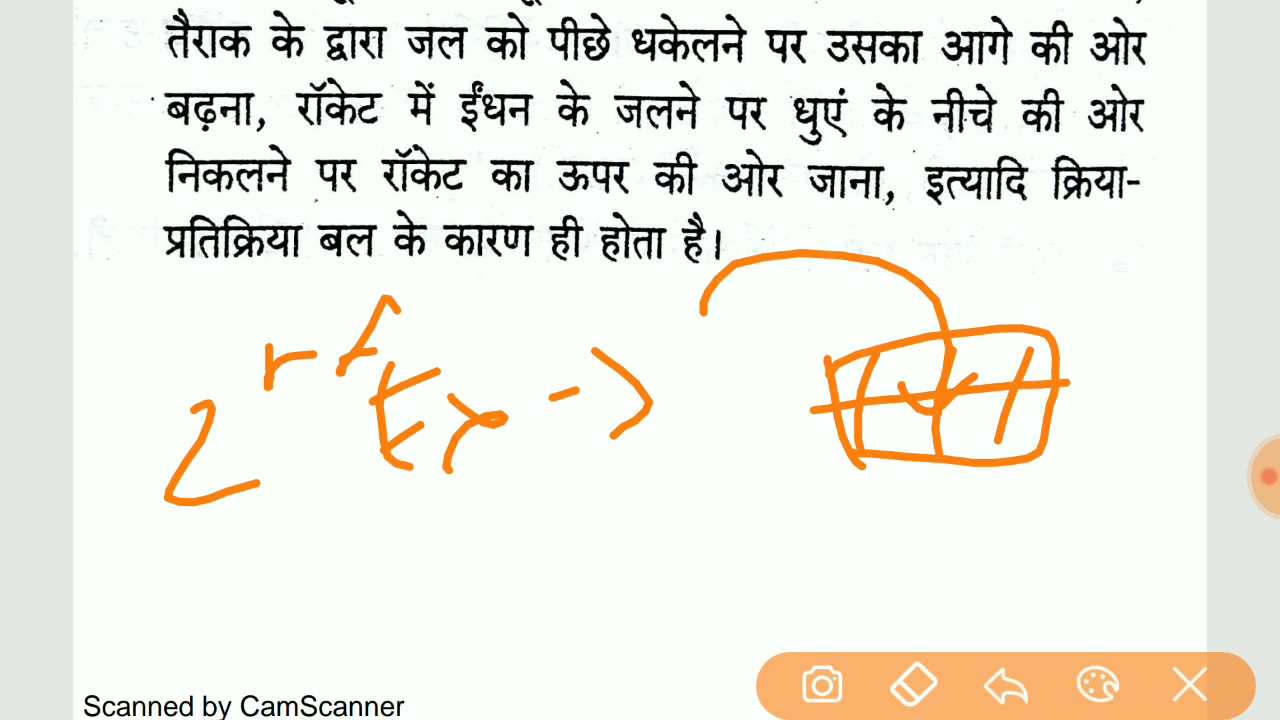 तैराक के द्वारा जल को पीछे धकेलने पर उसका आगे की ओर
बढ़ना, रॉकेट में ईंधन के जलने पर धुएं के नीचे की ओर
निकलने पर रॉकेट का ऊपर की ओर जाना, इत्यादि क्रिया-
प्रतिक्रिया बल के कारण ही होता है।
Scanned by CamScanner